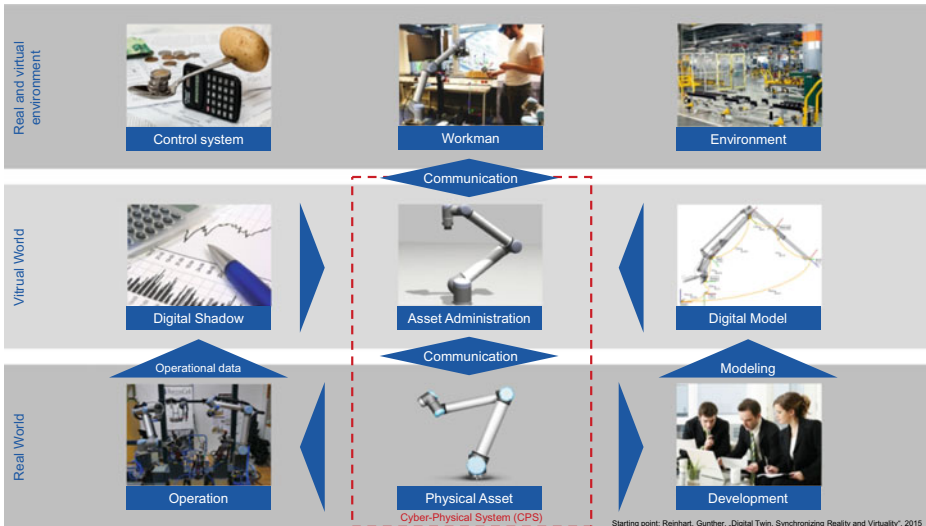 Real and virtual
environment
Control system
Workman
Environment
Communication
Vitrual World
Digital Shadow
Asset Administration
Digital Model
Operational data
Communication
Modeling
Real World
Operation
Physical Asset
Development
Cyber-Physical System (CPS)
Starting point: Reinhart, Gunther, „Digital Twin, Synchronizing Reality and Virtuality", 2015